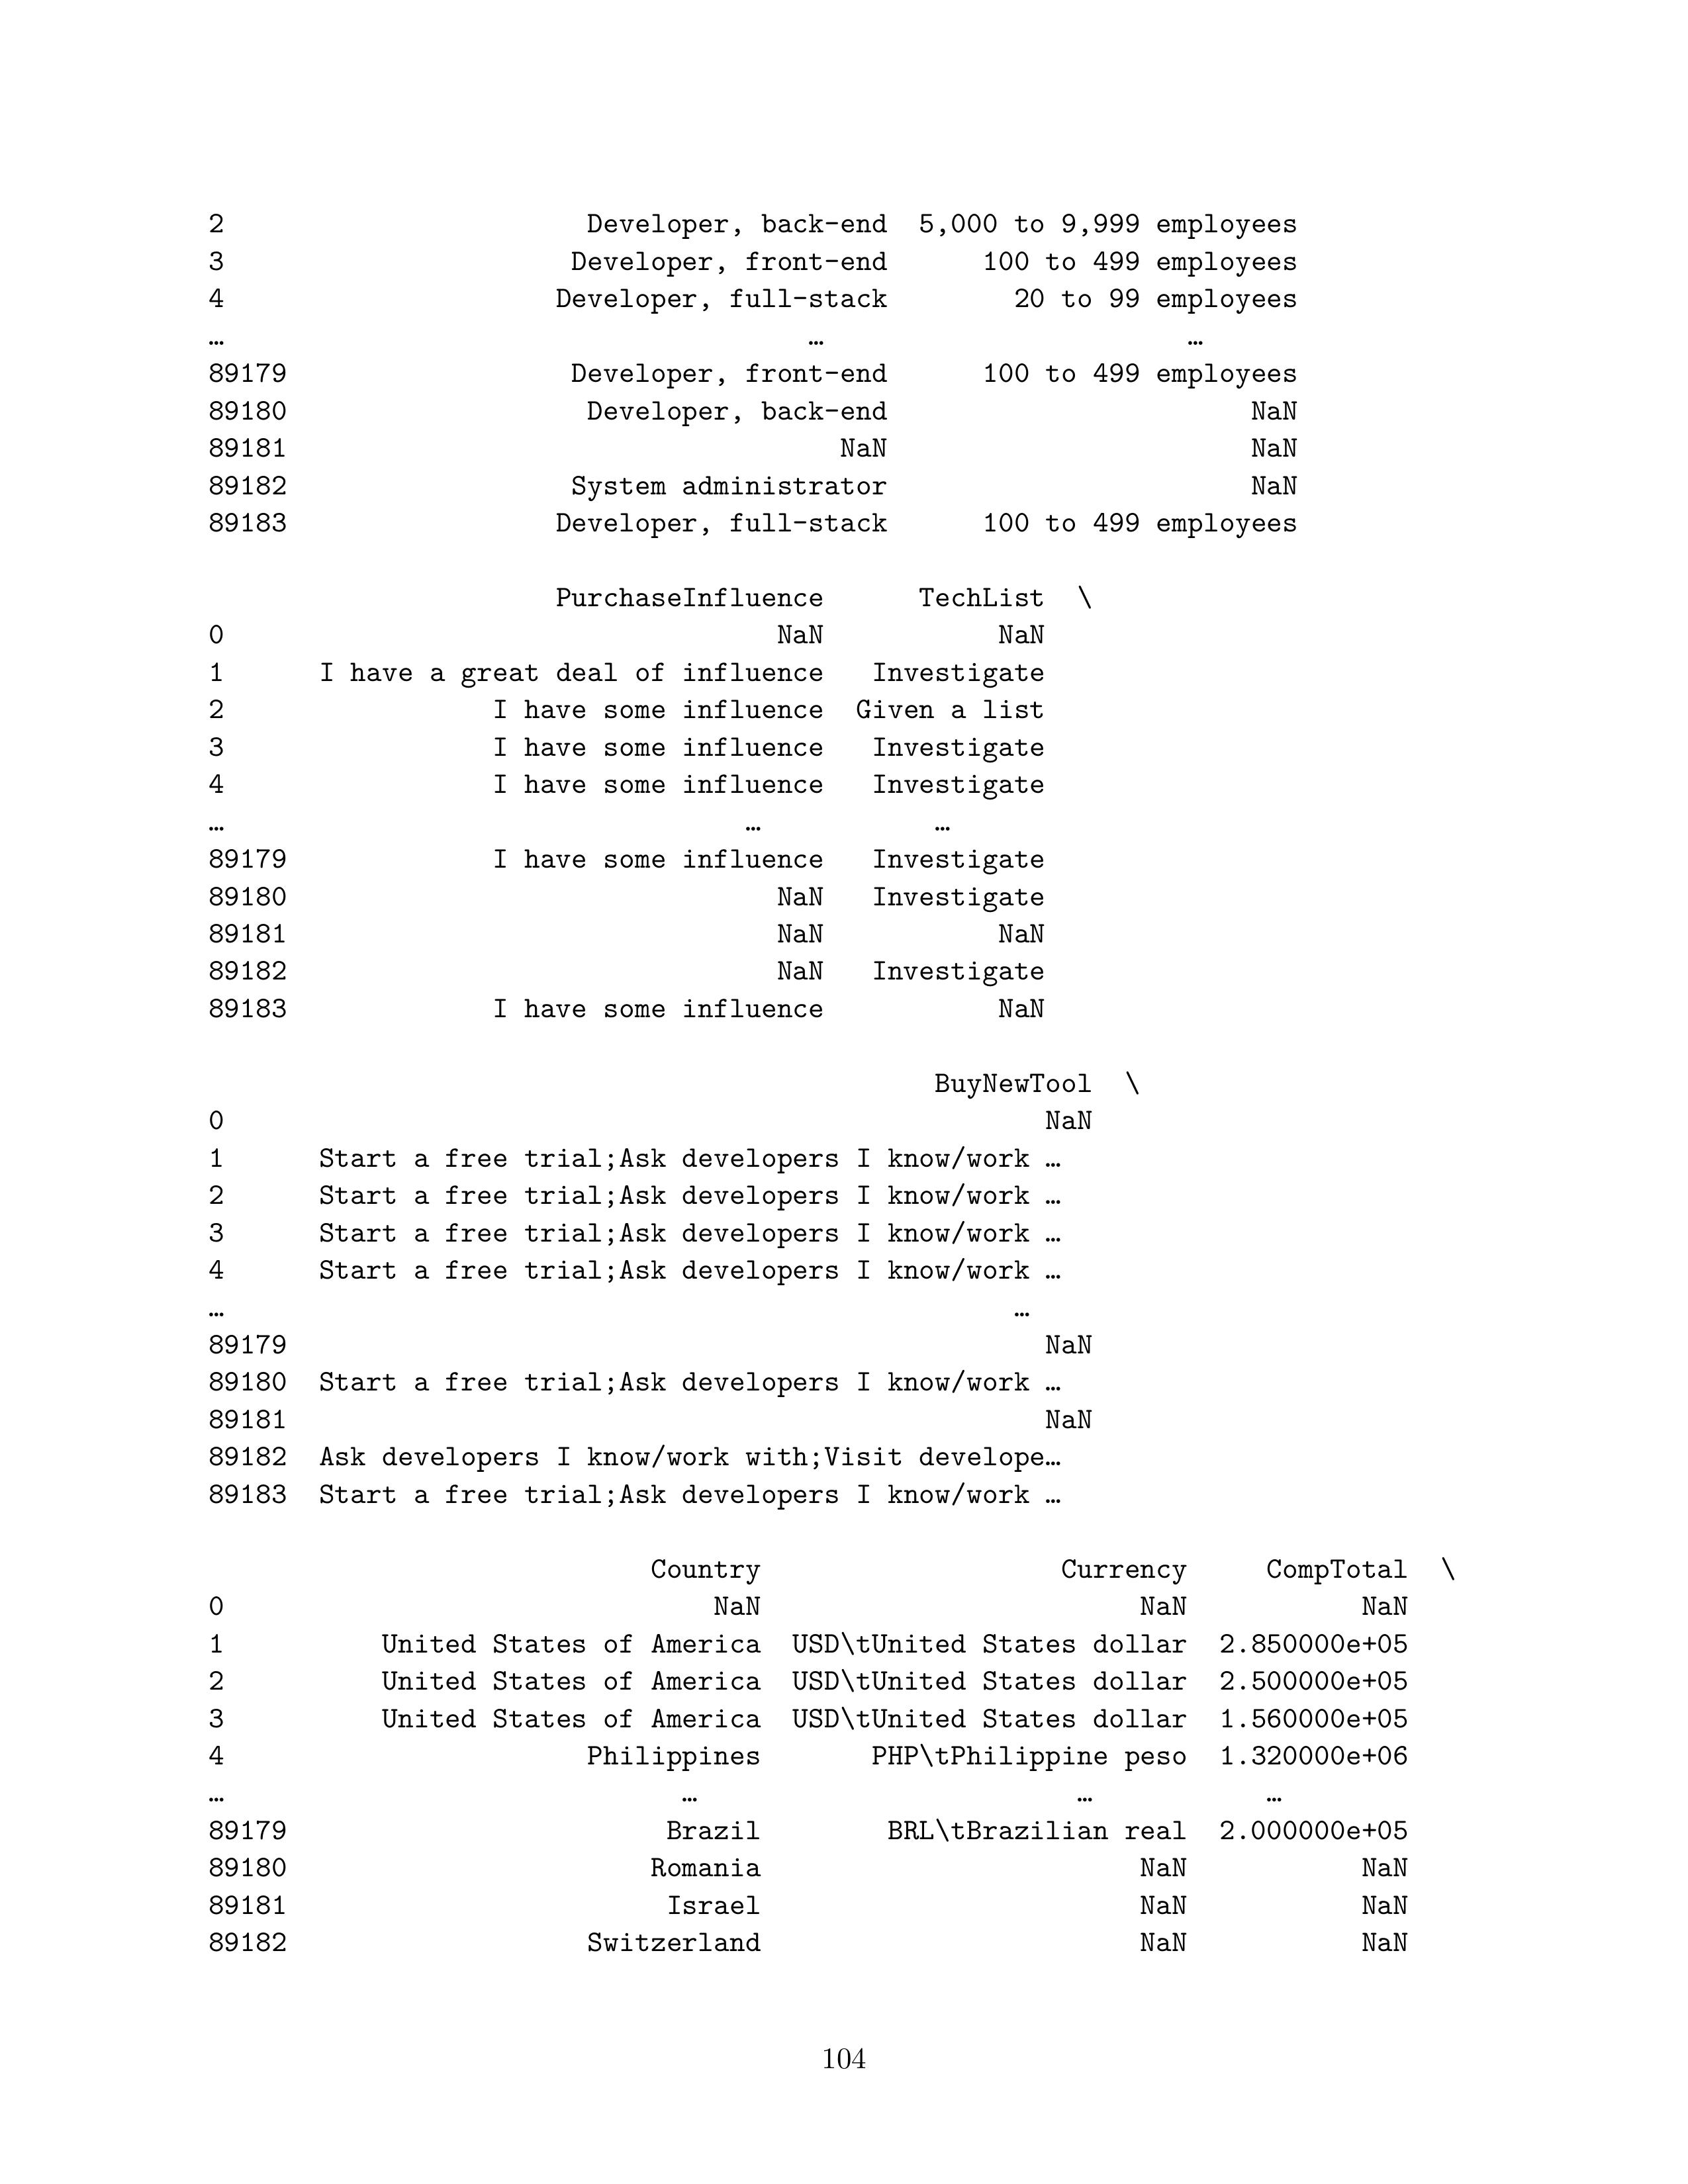 2                       Developer, back-end  5,000 to 9,999 employees
3                      Developer, front-end      100 to 499 employees
4                     Developer, full-stack        20 to 99 employees
…                                     …                       …
89179                  Developer, front-end      100 to 499 employees
89180                   Developer, back-end                       NaN
89181                                   NaN                       NaN
89182                  System administrator                       NaN
89183                 Developer, full-stack      100 to 499 employees
                      PurchaseInfluence      TechList  \
0                                   NaN           NaN
1      I have a great deal of influence   Investigate
2                 I have some influence  Given a list
3                 I have some influence   Investigate
4                 I have some influence   Investigate
…                                 …           …
89179             I have some influence   Investigate
89180                               NaN   Investigate
89181                               NaN           NaN
89182                               NaN   Investigate
89183             I have some influence           NaN
                                              BuyNewTool  \
0                                                    NaN
1      Start a free trial;Ask developers I know/work …
2      Start a free trial;Ask developers I know/work …
3      Start a free trial;Ask developers I know/work …
4      Start a free trial;Ask developers I know/work …
…                                                  …
89179                                                NaN
89180  Start a free trial;Ask developers I know/work …
89181                                                NaN
89182  Ask developers I know/work with;Visit develope…
89183  Start a free trial;Ask developers I know/work …
                            Country                   Currency     CompTotal  \
0                               NaN                        NaN           NaN
1          United States of America  USD\tUnited States dollar  2.850000e+05
2          United States of America  USD\tUnited States dollar  2.500000e+05
3          United States of America  USD\tUnited States dollar  1.560000e+05
4                       Philippines       PHP\tPhilippine peso  1.320000e+06
…                             …                        …           …
89179                        Brazil        BRL\tBrazilian real  2.000000e+05
89180                       Romania                        NaN           NaN
89181                        Israel                        NaN           NaN
89182                   Switzerland                        NaN           NaN
104